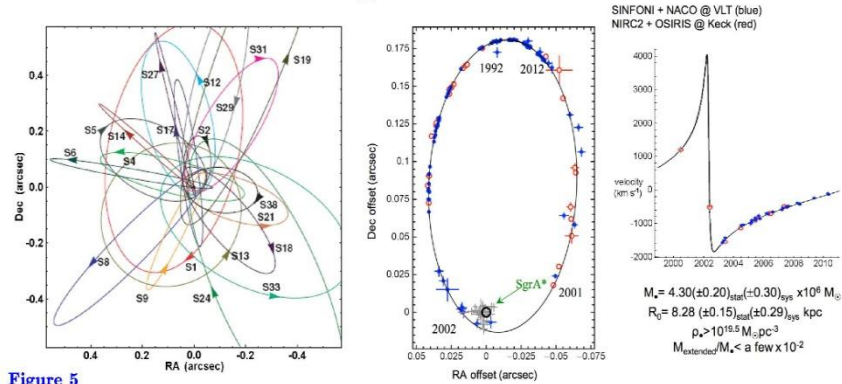 SINFONI + NACO @ VLT (blue)
NIRC2 + OSIRIS @ Keck (red)
0.4
0.2
0.0
-0.2
-0.4
Dec (arcsec)
0.4 0.2 0.0 -0.2 -0.4
RA (arcsec)
S31
S19
S27
S12
S29
S5
S14
S17
S2
S6
S4
S38
S21
S18
S8
S1
S13
S9
S24
S33
0.175
0.15
0.125
0.1
0.075
0.05
0.025
0
Dec offset (arcsec)
1992 2012
SgrA*
2001
2002
0.05 0.025 0 -0.025 -0.05 -0.075
RA offset (arcsec)
4000
3000
2000
1000
0
-1000
-2000
velocity
(km s⁻¹)
2000 2002 2004 2006 2008 2010
M•= 4.30(±0.20)stat(±0.30)sys x10⁶ M☉
R₀= 8.28 (±0.15)stat(±0.29)sys kpc
ρ•>10¹⁹·⁵ M☉pc⁻³
Mextended/M•< a few x 10⁻²
Figure 5